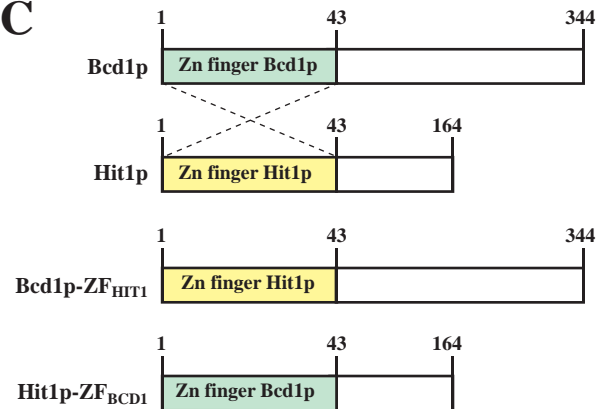 C
1 43 344
Bcd1p Zn finger Bcd1p
1 43 164
Hit1p Zn finger Hit1p
1 43 344
Bcd1p-ZFHIT1 Zn finger Hit1p
1 43 164
Hit1p-ZFBCD1 Zn finger Bcd1p